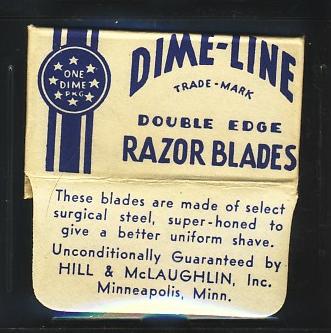 ONE
DIME
PKG
DIME-LINE
TRADE-MARK
DOUBLE EDGE
RAZOR BLADES
These blades are made of select
surgical steel, super-honed to
give a better uniform shave.
Unconditionally Guaranteed by
HILL & McLAUGHLIN, Inc.
Minneapolis, Minn.